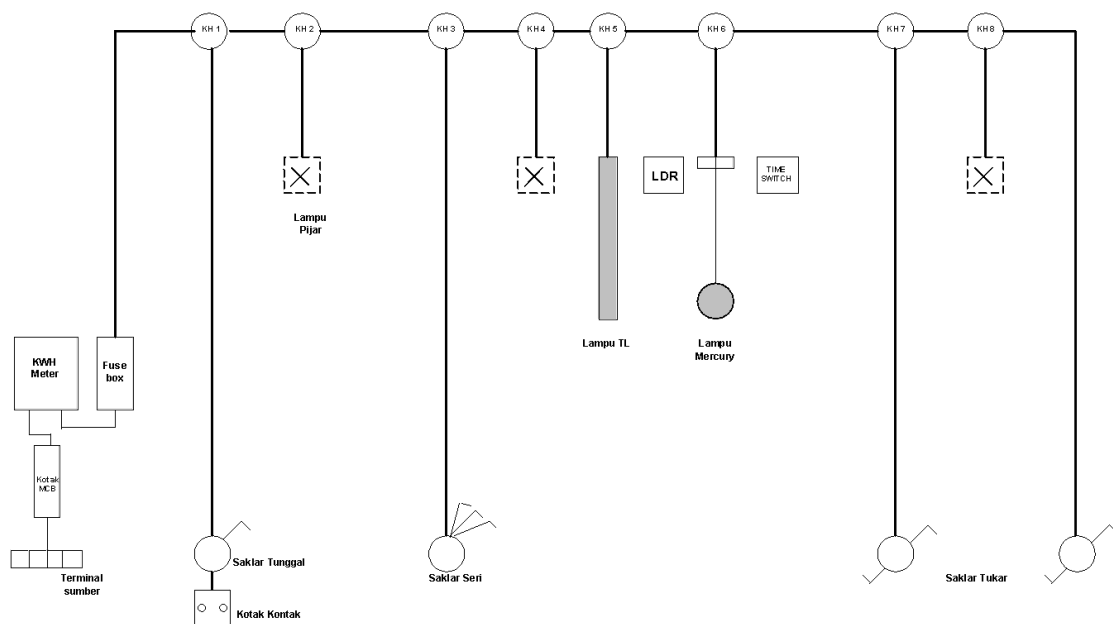 KH 1
KH 2
KH 3
KH 4
KH 5
KH 6
KH 7
KH 8
LDR
TIME
SWITCH
Lampu
Pijar
Lampu TL
Lampu
Mercury
KWH
Meter
Fuse
box
Kotak
MCB
Saklar Tunggal
Saklar Seri
Saklar Tukar
Terminal
sumber
Kotak Kontak